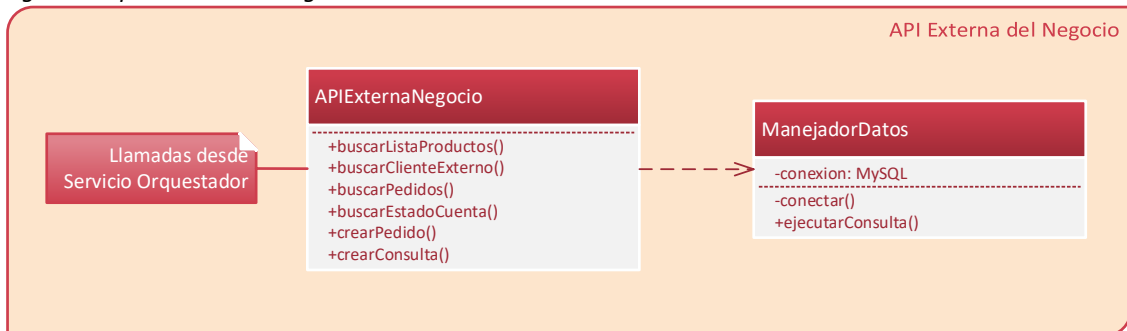 API Externa del Negocio
APIExternaNegocio
+buscarListaProductos()
+buscarClienteExterno()
+buscarPedidos()
+buscarEstadoCuenta()
+crearPedido()
+crearConsulta()
Llamadas desde
Servicio Orquestador
ManejadorDatos
-conexion: MySQL
-conectar()
+ejecutarConsulta()